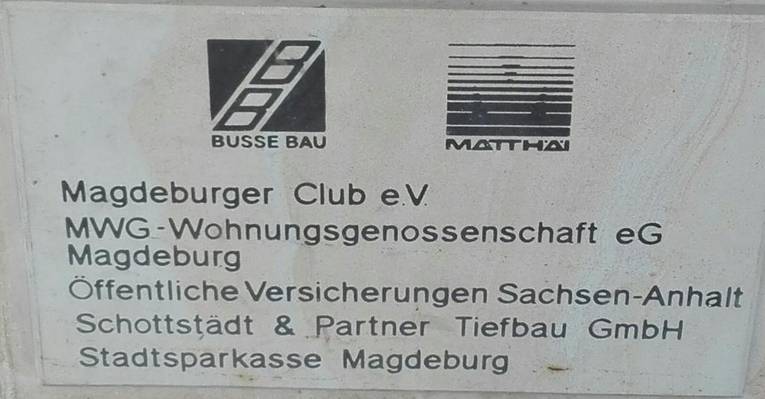 BUSSE BAU
MATTHÄI
Magdeburger Club e.V.
MWG-Wohnungsgenossenschaft eG
Magdeburg
Öffentliche Versicherungen Sachsen-Anhalt
Schottstädt & Partner Tiefbau GmbH
Stadtsparkasse Magdeburg